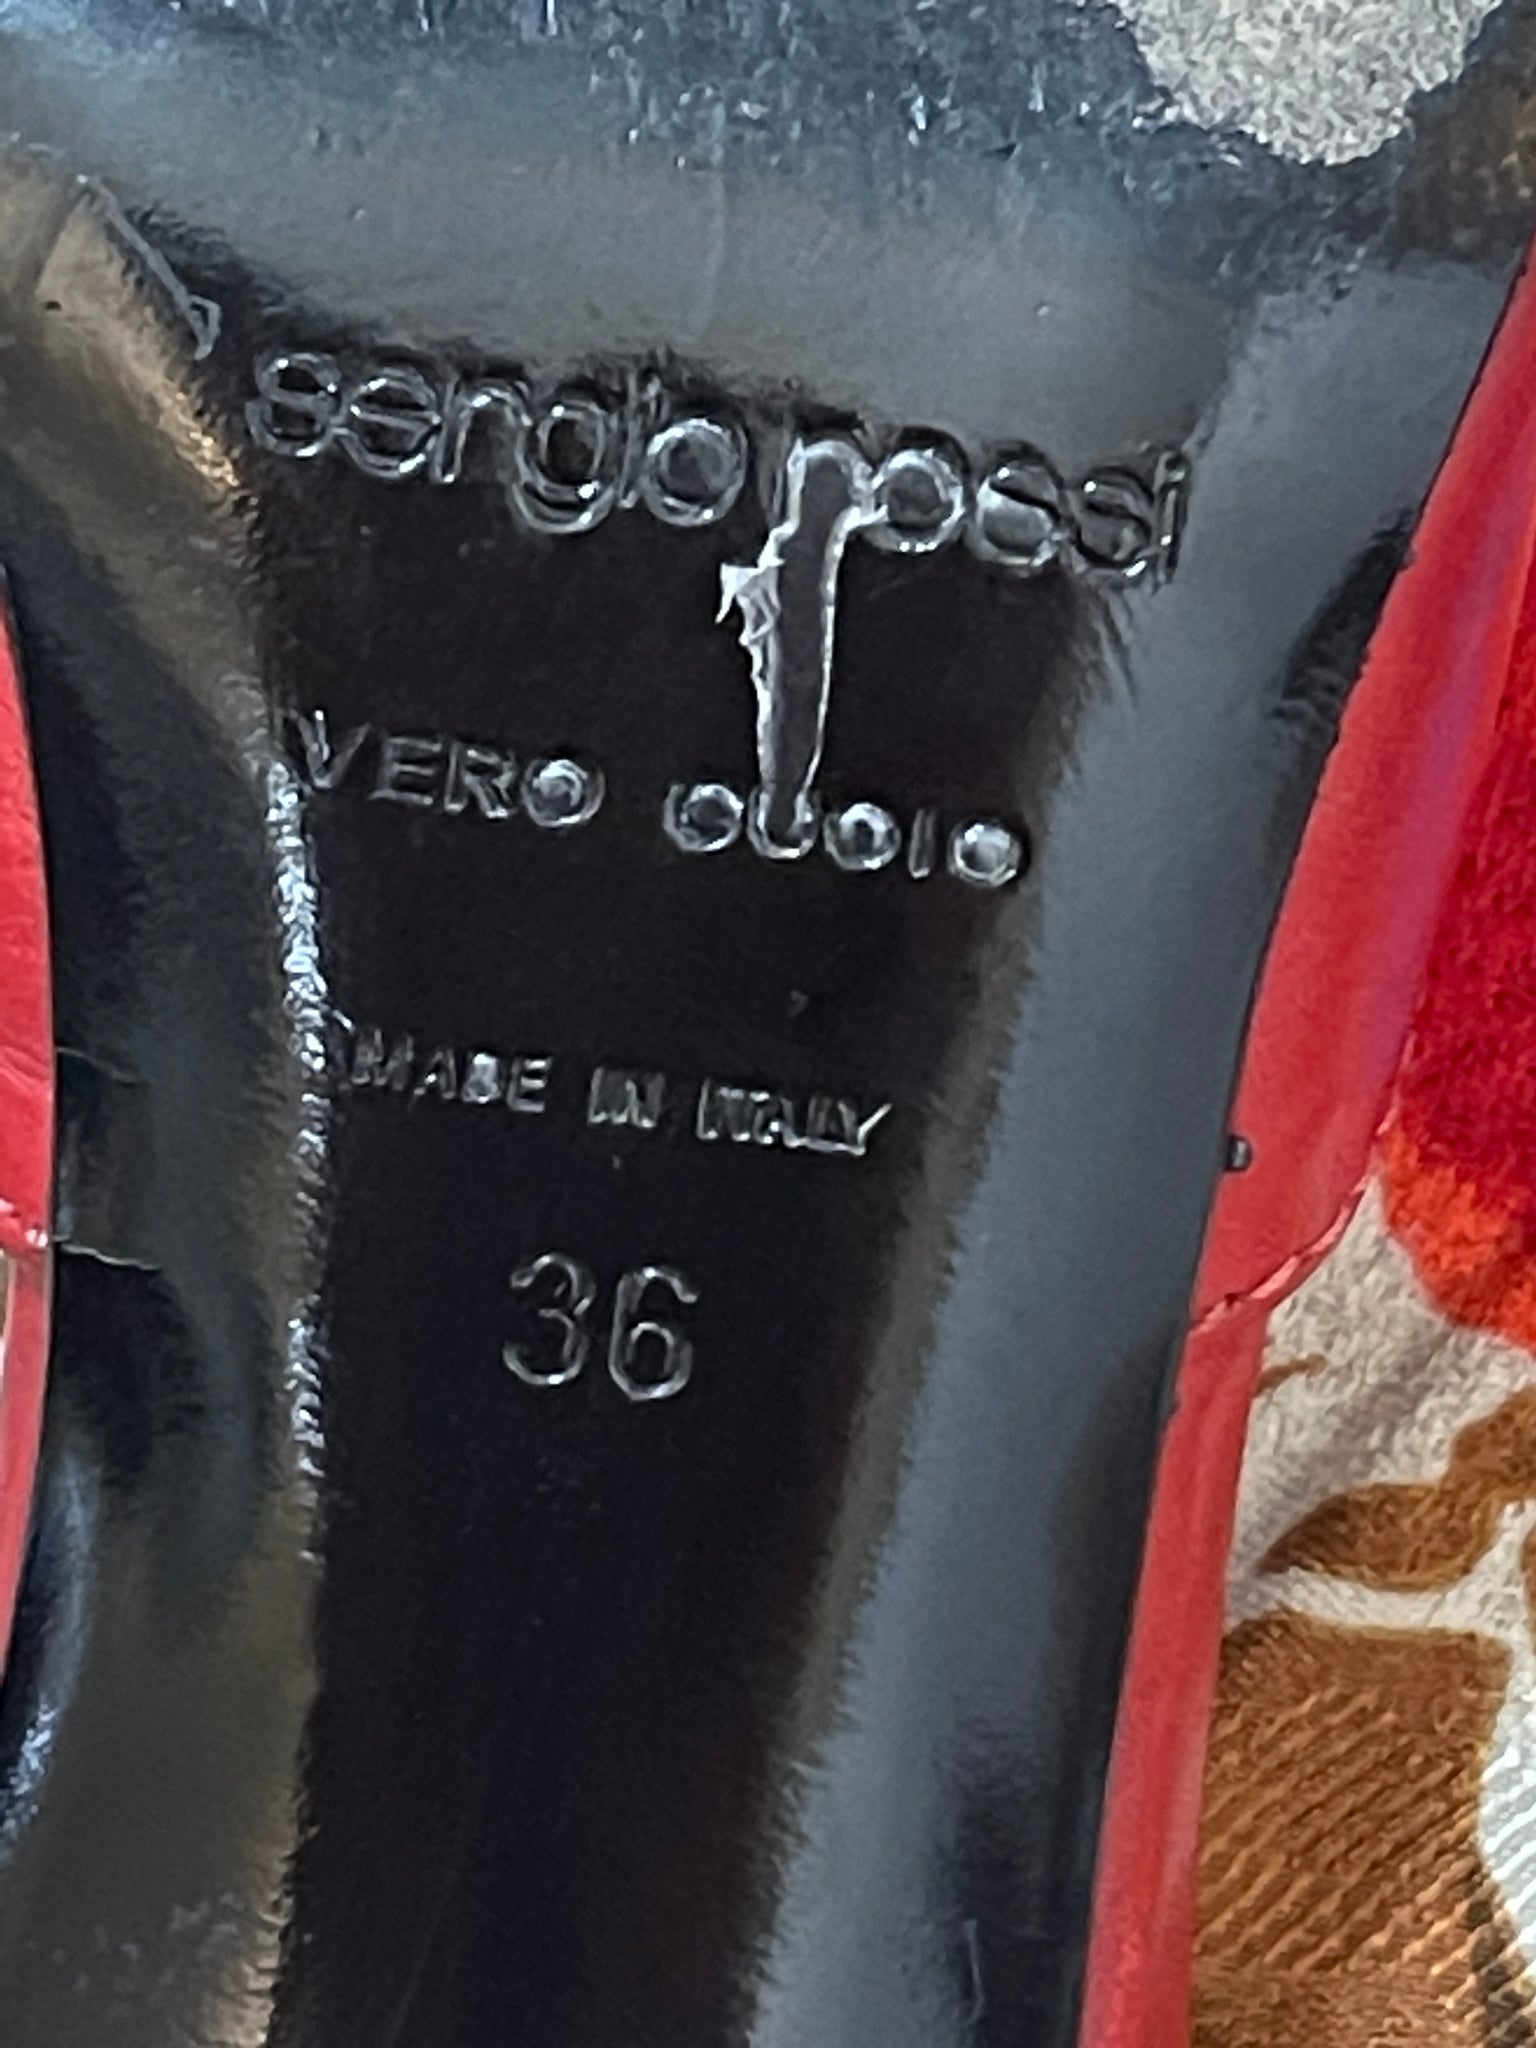 sergio rossi
VERO CUOIO
MADE IN ITALY
36